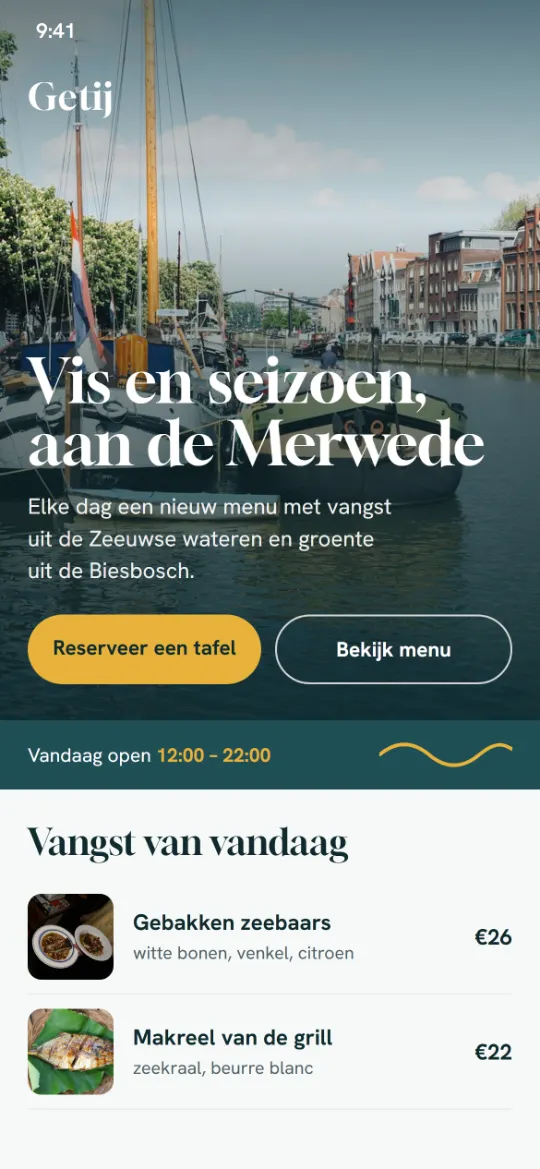 9:41
Getij
Vis en seizoen,
aan de Merwede
Elke dag een nieuw menu met vangst
uit de Zeeuwse wateren en groente
uit de Biesbosch.
Reserveer een tafel
Bekijk menu
Vandaag open 12:00 – 22:00
Vangst van vandaag
Gebakken zeebaars
witte bonen, venkel, citroen
€26
Makreel van de grill
zeekraal, beurre blanc
€22